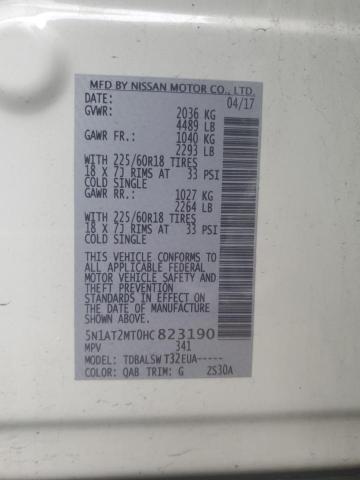 MFD BY NISSAN MOTOR CO., LTD.
DATE: 04/17
GVWR: 2036 KG
4489 LB
GAWR FR.: 1040 KG
2293 LB
WITH 225/60R18 TIRES
18 X 7J RIMS AT 33 PSI
COLD SINGLE
GAWR RR.: 1027 KG
2264 LB
WITH 225/60R18 TIRES
18 X 7J RIMS AT 33 PSI
COLD SINGLE
THIS VEHICLE CONFORMS TO
ALL APPLICABLE FEDERAL
MOTOR VEHICLE SAFETY AND
THEFT PREVENTION
STANDARDS IN EFFECT ON
THE DATE OF MANUFACTURE
SHOWN ABOVE.
5N1AT2MT0HC 823190
MPV 341
MODEL: TDBALSW T32EUA-----
COLOR: QAB TRIM: G ZS30A